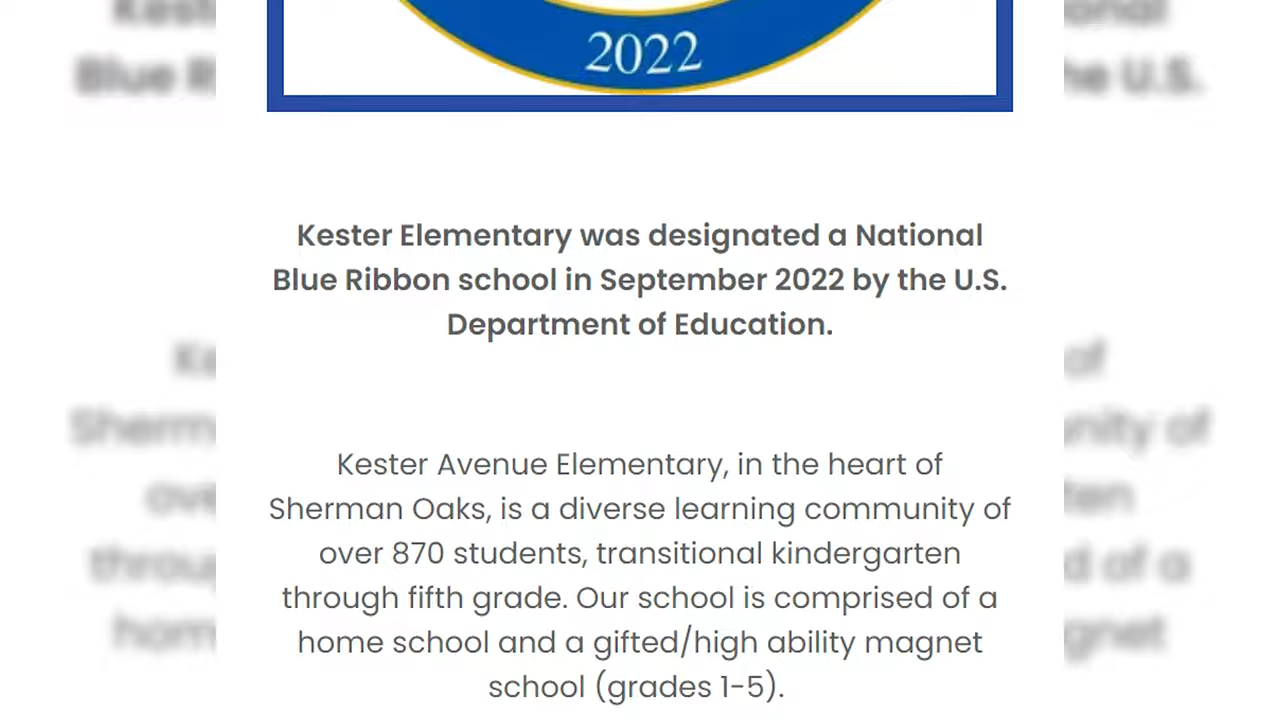 2022
Kester Elementary was designated a National
Blue Ribbon school in September 2022 by the U.S.
Department of Education.
Kester Avenue Elementary, in the heart of
Sherman Oaks, is a diverse learning community of
over 870 students, transitional kindergarten
through fifth grade. Our school is comprised of a
home school and a gifted/high ability magnet
school (grades 1-5).